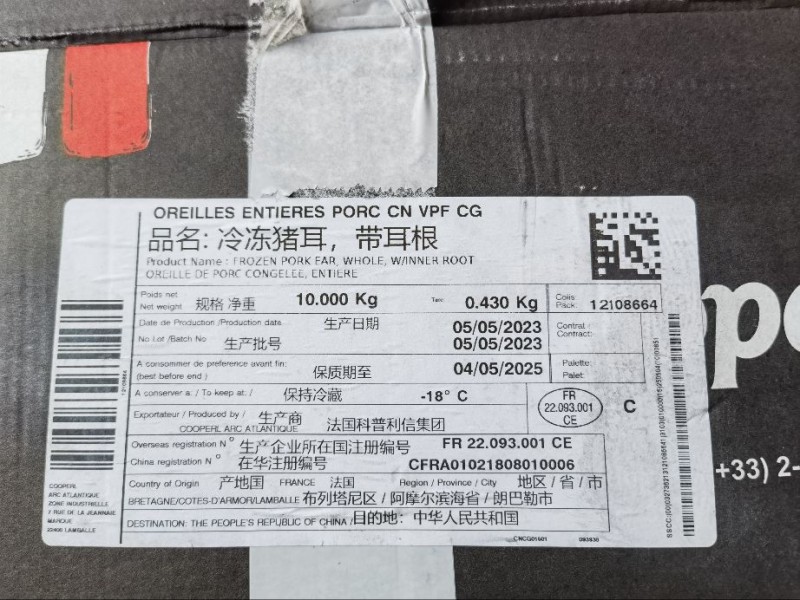 OREILLES ENTIERES PORC CN VPF CG
品名: 冷冻猪耳，带耳根
Product Name : FROZEN PORK EAR, WHOLE, W/INNER ROOT
OREILLE DE PORC CONGELEE, ENTIERE
Poids net
Net weight 规格 净重 10.000 Kg Tare: 0.430 Kg Colis: Pack: 12108664
Date de Production /Production date 生产日期 05/05/2023 Contrat : Contract:
No Lot /Batch No 生产批号 05/05/2023
A consommer de preference avant fin:
(best before end ) 保质期至 04/05/2025 Palette: Palet:
A conserver a: / To keep at: / 保持冷藏 -18° C
FR
22.093.001
CE
C
Exportateur / Produced by / 生产商
COOPERL ARC ATLANTIQUE 法国科普利信集团
Overseas registration N° 生产企业所在国注册编号 FR 22.093.001 CE
China registration N° 在华注册编号 CFRA01021808010006
Country of Origin 产地国 FRANCE 法国 Region / Province / City 地区 / 省 / 市
BRETAGNE/COTES-D'ARMOR/LAMBALLE 布列塔尼区 / 阿摩尔滨海省 / 朗巴勒市
DESTINATION: THE PEOPLE'S REPUBLIC OF CHINA 目的地: 中华人民共和国
CNCG01601
12108664
COOPERL
ARC ATLANTIQUE
ZONE INDUSTRIELLE
7 RUE DE LA JEANNAIE
MAROUE
22400 LAMBALLE
+33) 2-